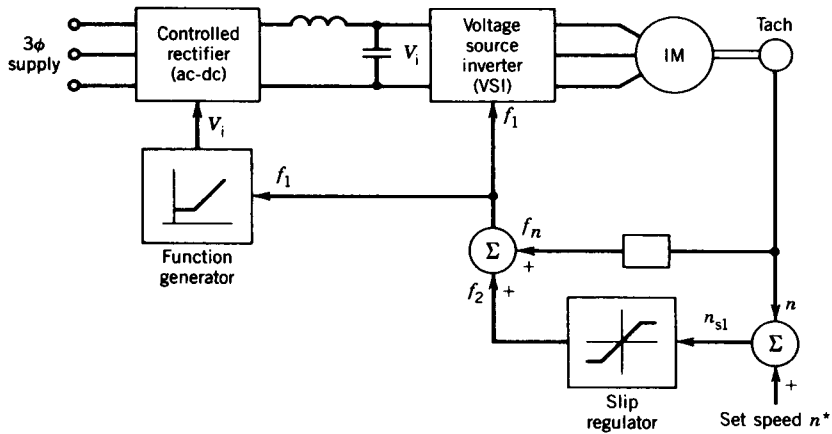 3ϕ
supply
Controlled
rectifier
(ac-dc)
V_i
Voltage
source
inverter
(VSI)
IM
Tach
V_i
f_1
f_1
Function
generator
f_n
Σ
+
f_2
+
n
n_sl
Σ
+
Slip
regulator
Set speed n*